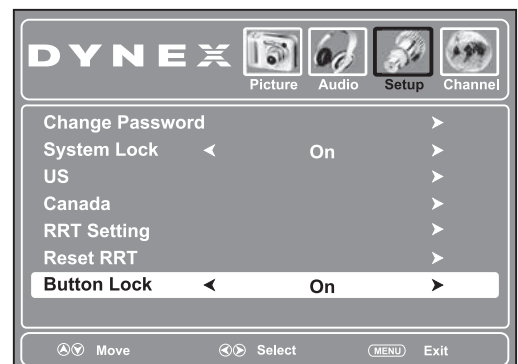 DYNEX
Picture Audio Setup Channel
Change Password
System Lock On
US
Canada
RRT Setting
Reset RRT
Button Lock On
Move Select MENU Exit